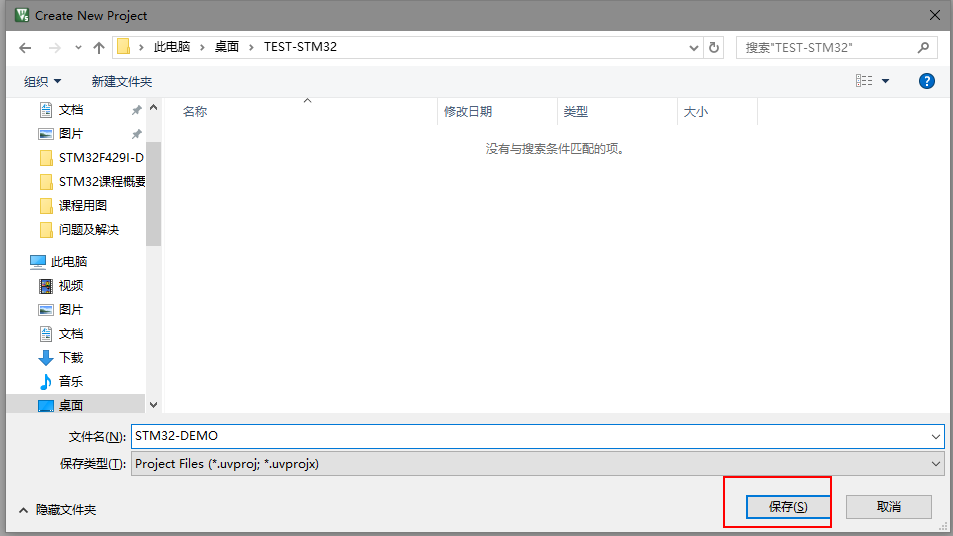 Create New Project
此电脑 › 桌面 › TEST-STM32
搜索"TEST-STM32"
组织
新建文件夹
名称
修改日期
类型
大小
没有与搜索条件匹配的项。
文档
图片
STM32F429I-D
STM32课程概要
课程用图
问题及解决
此电脑
视频
图片
文档
下载
音乐
桌面
文件名(N):
STM32-DEMO
保存类型(T):
Project Files (*.uvproj; *.uvprojx)
隐藏文件夹
保存(S)
取消